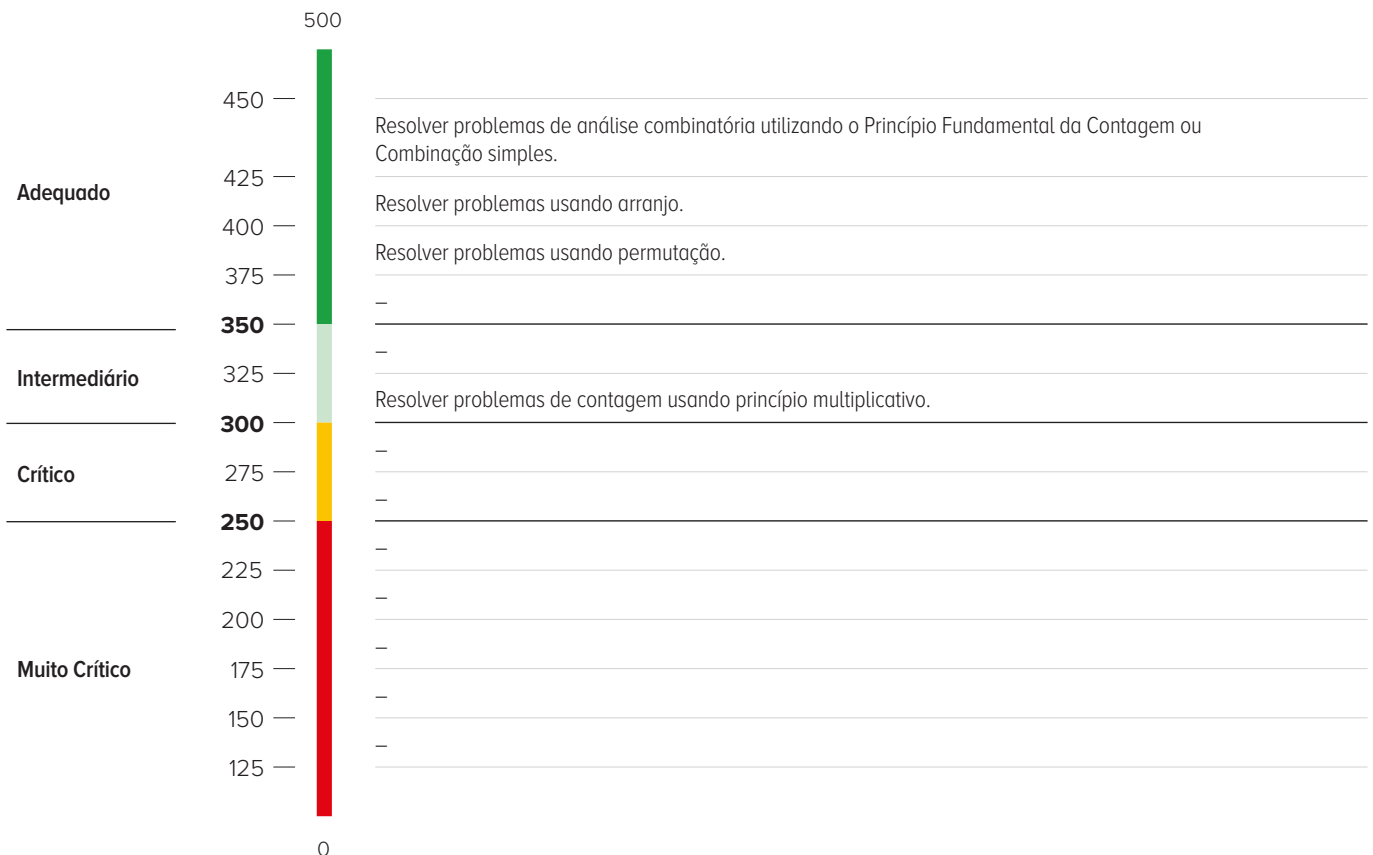 500
450
Resolver problemas de análise combinatória utilizando o Princípio Fundamental da Contagem ou
Combinação simples.
425
Adequado
Resolver problemas usando arranjo.
400
Resolver problemas usando permutação.
375
–
350
–
325
Intermediário
Resolver problemas de contagem usando princípio multiplicativo.
300
–
275
Crítico
–
250
–
225
–
200
–
175
Muito Crítico
–
150
–
125
0